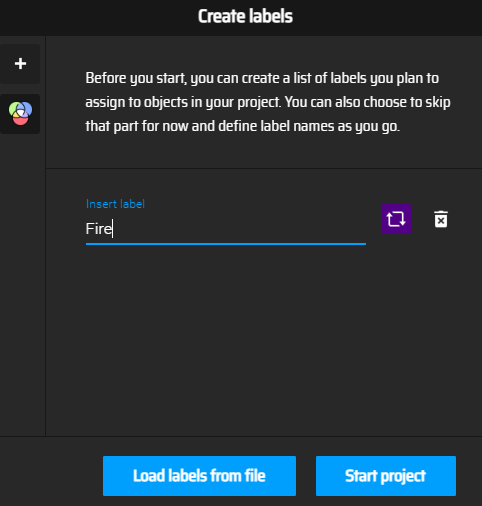 Create labels
Before you start, you can create a list of labels you plan to
assign to objects in your project. You can also choose to skip
that part for now and define label names as you go.
Insert label
Fire
Load labels from file
Start project